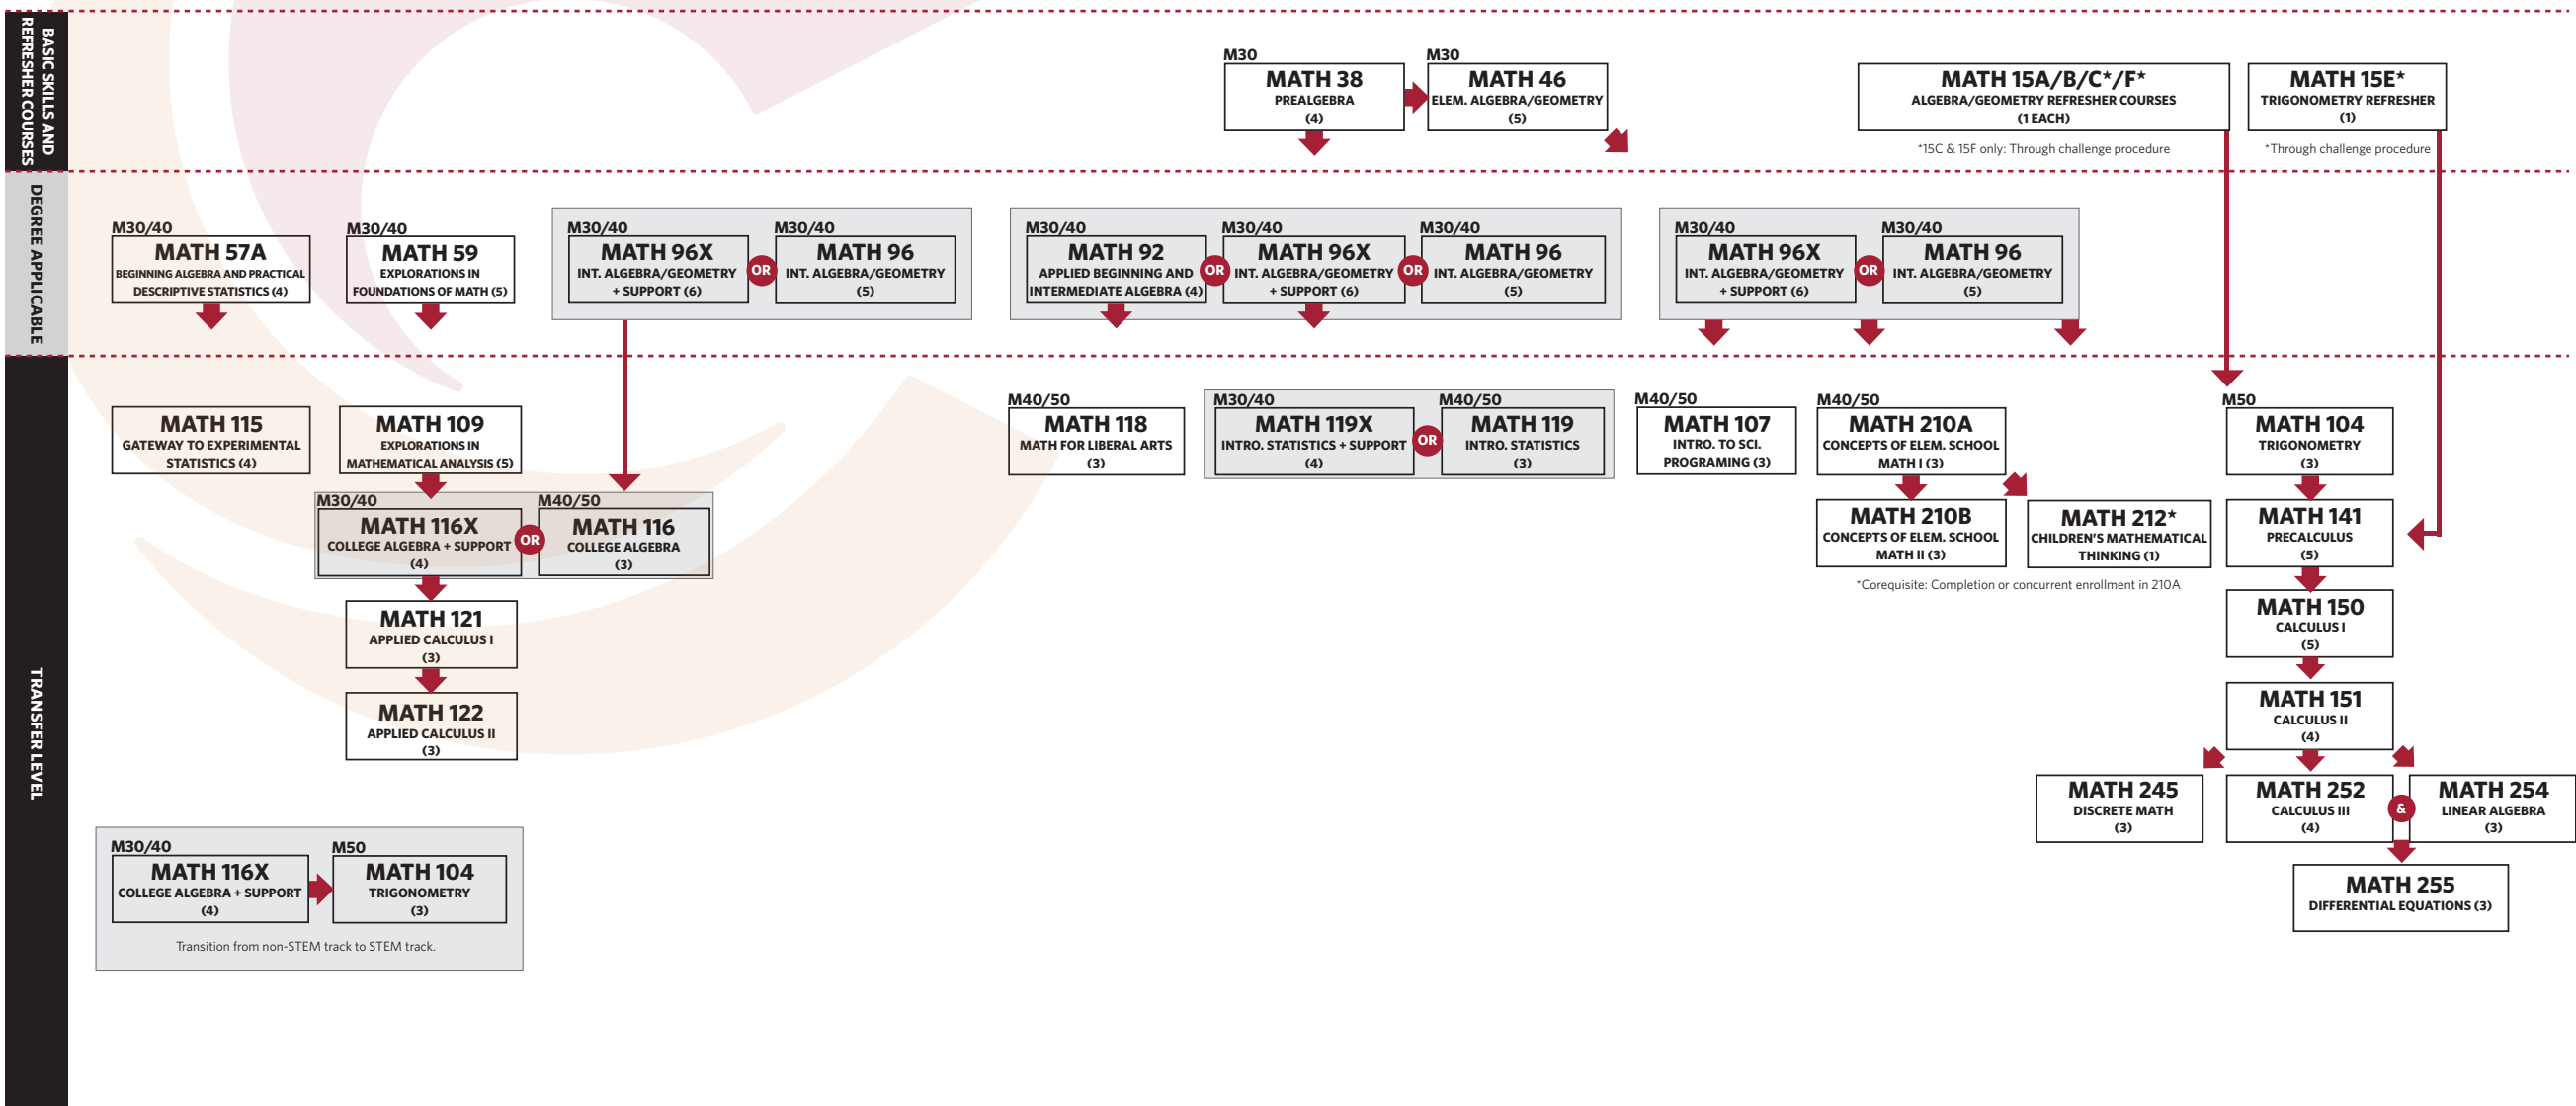 BASIC SKILLS AND
REFRESHER COURSES
M30
MATH 38
PREALGEBRA
(4)
M30
MATH 46
ELEM. ALGEBRA/GEOMETRY
(5)
MATH 15A/B/C*/F*
ALGEBRA/GEOMETRY REFRESHER COURSES
(1 EACH)
*15C & 15F only: Through challenge procedure
MATH 15E*
TRIGONOMETRY REFRESHER
(1)
*Through challenge procedure
DEGREE APPLICABLE
M30/40
MATH 57A
BEGINNING ALGEBRA AND PRACTICAL
DESCRIPTIVE STATISTICS (4)
M30/40
MATH 59
EXPLORATIONS IN
FOUNDATIONS OF MATH (5)
M30/40
MATH 96X
INT. ALGEBRA/GEOMETRY
+ SUPPORT (6)
OR
M30/40
MATH 96
INT. ALGEBRA/GEOMETRY
(5)
M30/40
MATH 92
APPLIED BEGINNING AND
INTERMEDIATE ALGEBRA (4)
OR
M30/40
MATH 96X
INT. ALGEBRA/GEOMETRY
+ SUPPORT (6)
OR
M30/40
MATH 96
INT. ALGEBRA/GEOMETRY
(5)
M30/40
MATH 96X
INT. ALGEBRA/GEOMETRY
+ SUPPORT (6)
OR
M30/40
MATH 96
INT. ALGEBRA/GEOMETRY
(5)
TRANSFER LEVEL
MATH 115
GATEWAY TO EXPERIMENTAL
STATISTICS (4)
MATH 109
EXPLORATIONS IN
MATHEMATICAL ANALYSIS (5)
M30/40
MATH 116X
COLLEGE ALGEBRA + SUPPORT
(4)
OR
M40/50
MATH 116
COLLEGE ALGEBRA
(3)
MATH 121
APPLIED CALCULUS I
(3)
MATH 122
APPLIED CALCULUS II
(3)
M40/50
MATH 118
MATH FOR LIBERAL ARTS
(3)
M30/40
MATH 119X
INTRO. STATISTICS + SUPPORT
(4)
OR
M40/50
MATH 119
INTRO. STATISTICS
(3)
M40/50
MATH 107
INTRO. TO SCI.
PROGRAMING (3)
M40/50
MATH 210A
CONCEPTS OF ELEM. SCHOOL
MATH I (3)
MATH 210B
CONCEPTS OF ELEM. SCHOOL
MATH II (3)
MATH 212*
CHILDREN'S MATHEMATICAL
THINKING (1)
*Corequisite: Completion or concurrent enrollment in 210A
M50
MATH 104
TRIGONOMETRY
(3)
MATH 141
PRECALCULUS
(5)
MATH 150
CALCULUS I
(5)
MATH 151
CALCULUS II
(4)
MATH 245
DISCRETE MATH
(3)
MATH 252
CALCULUS III
(4)
&
MATH 254
LINEAR ALGEBRA
(3)
MATH 255
DIFFERENTIAL EQUATIONS (3)
M30/40
MATH 116X
COLLEGE ALGEBRA + SUPPORT
(4)
M50
MATH 104
TRIGONOMETRY
(3)
Transition from non-STEM track to STEM track.